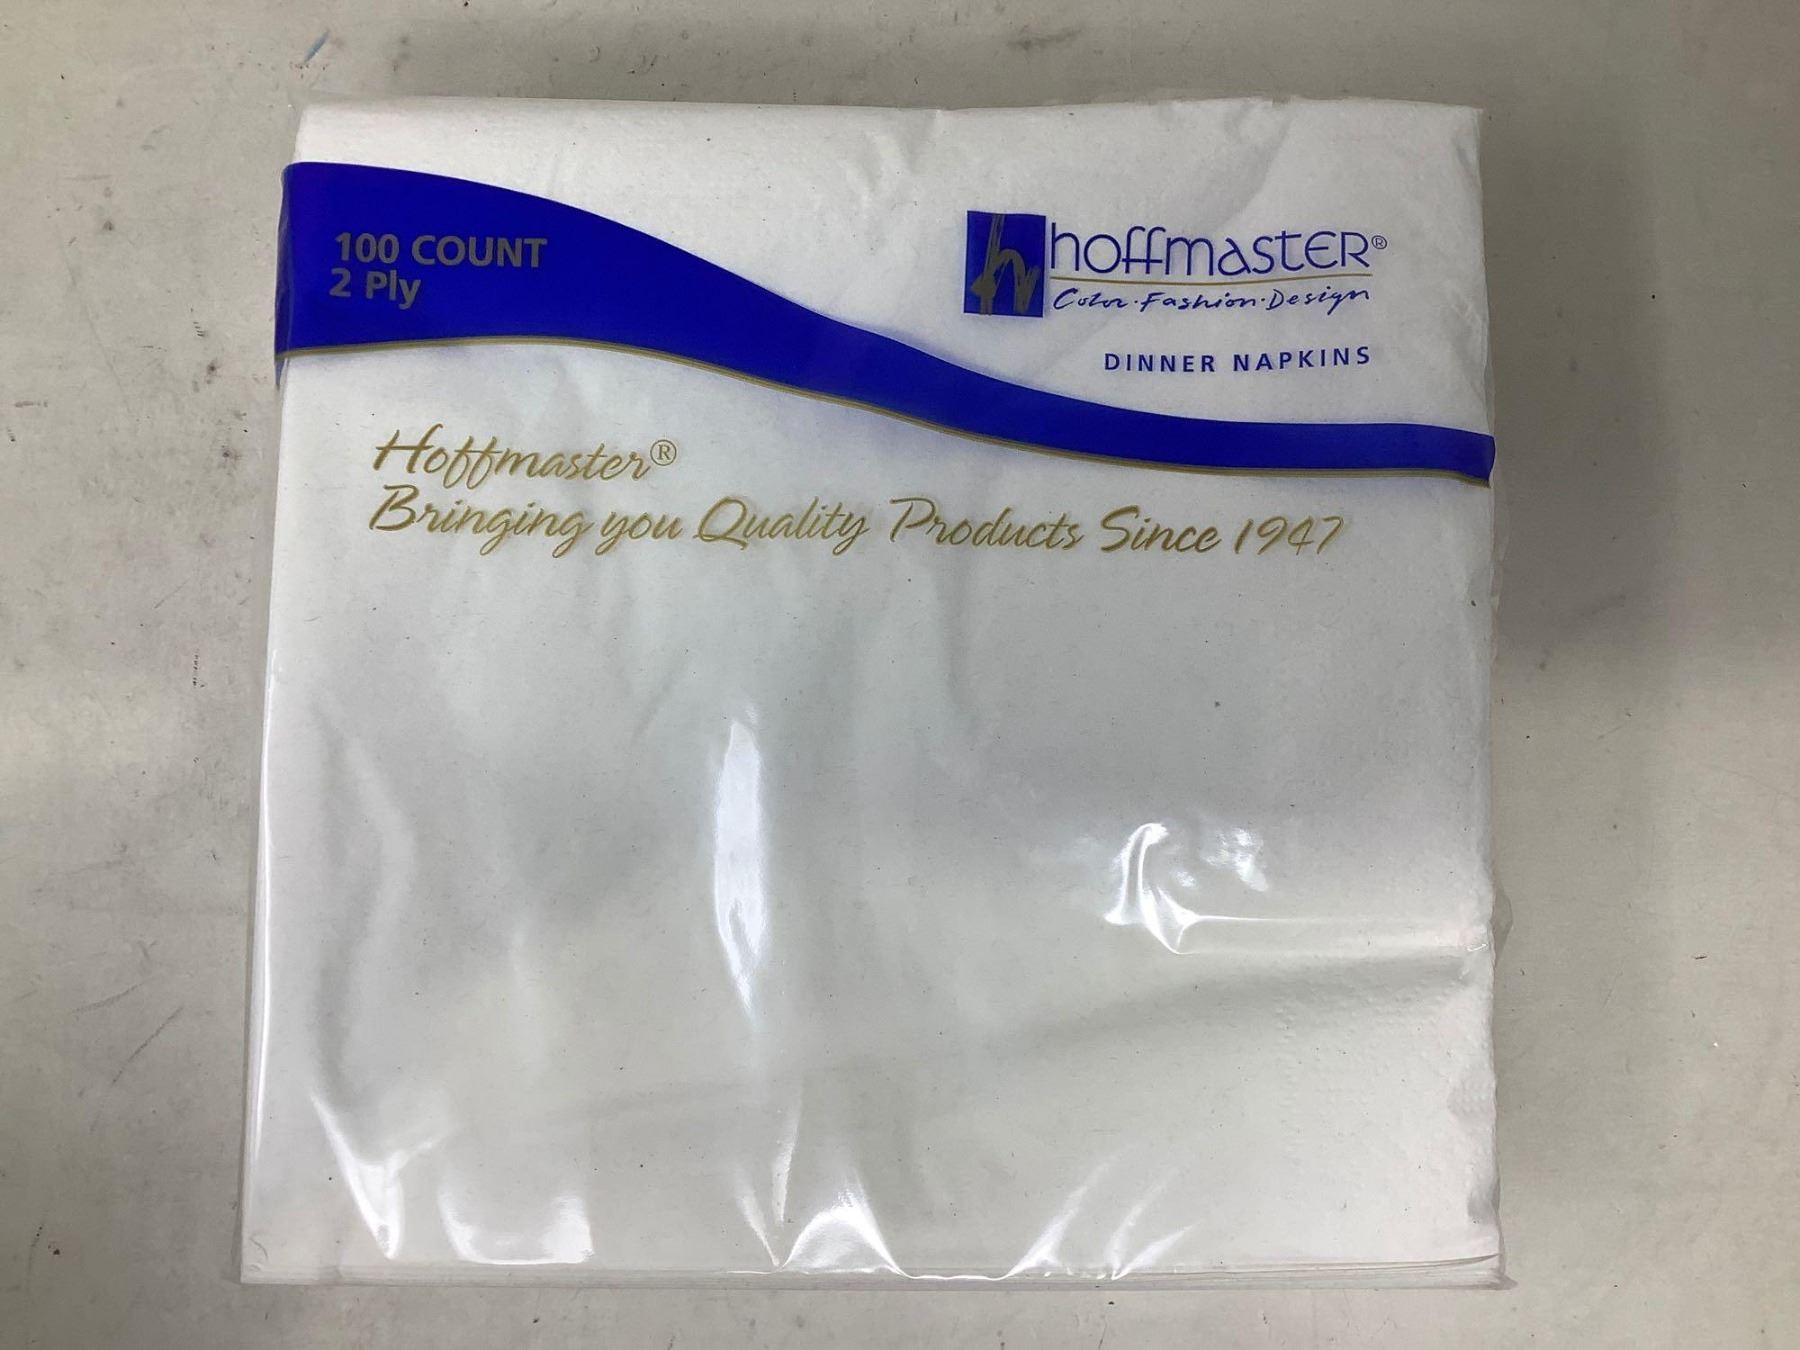 100 COUNT
2 Ply
h hoffmaster®
Color·Fashion·Design
DINNER NAPKINS
Hoffmaster®
Bringing you Quality Products Since 1947